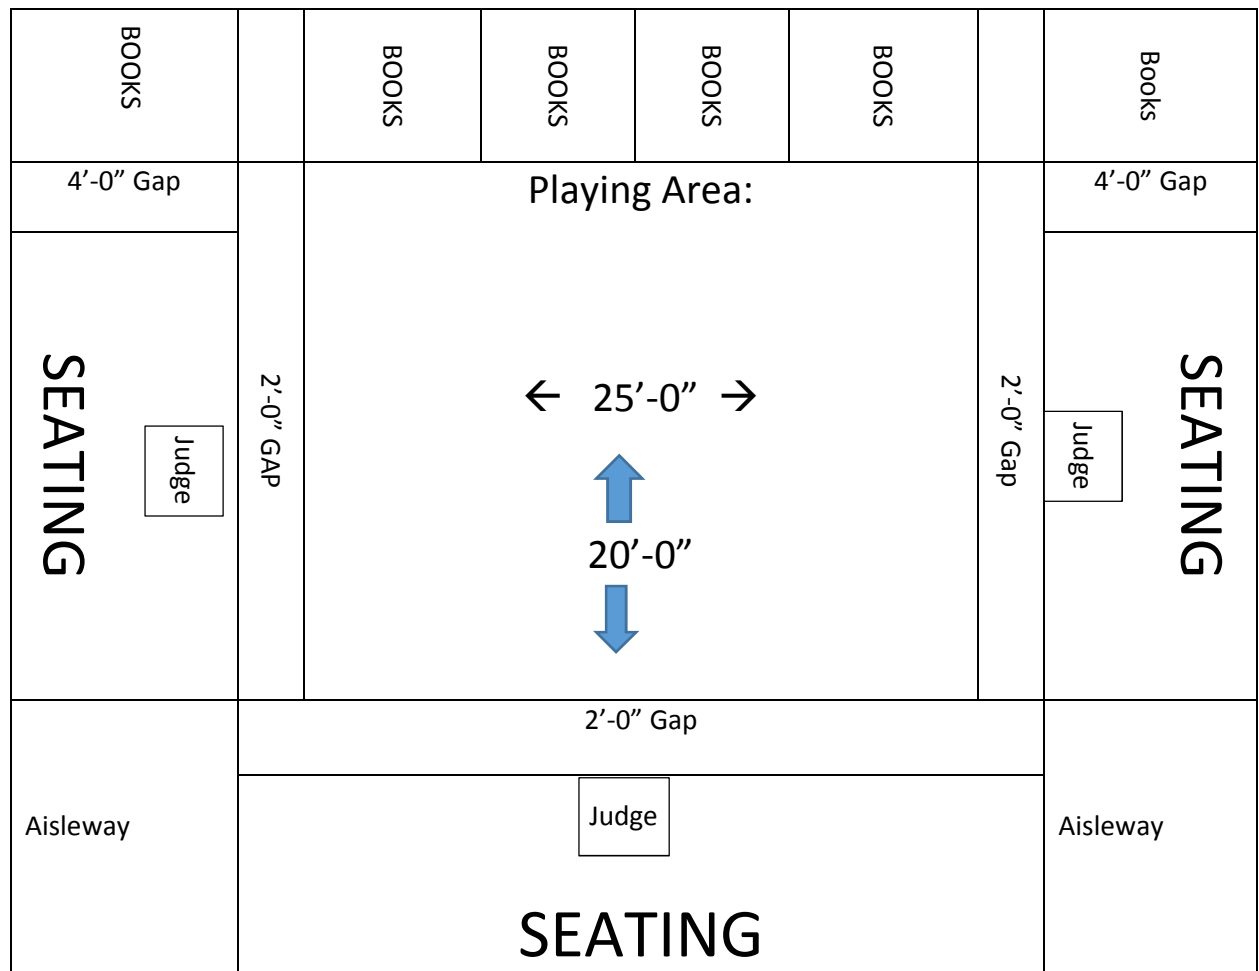 BOOKS
BOOKS
BOOKS
BOOKS
BOOKS
Books
4’-0” Gap
Playing Area:
4’-0” Gap
SEATING
Judge
2’-0” GAP
← 25’-0” →
20’-0”
2’-0” Gap
Judge
SEATING
2’-0” Gap
Aisleway
Judge
Aisleway
SEATING